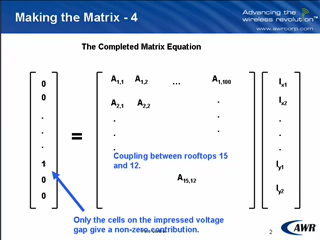 Making the Matrix - 4
Advancing the
wireless revolution™
www.awrcorp.com
The Completed Matrix Equation
0 A1,1 A1,2 ... A1,100 Ix1
0 A2,1 A2,2 . Ix2
. . . .
. . . .
. . .
=
Coupling between rooftops 15
and 12.
1 Iy1
0 A15,12
0 Iy2
Only the cells on the impressed voltage
gap give a non-zero contribution.
2
AWR